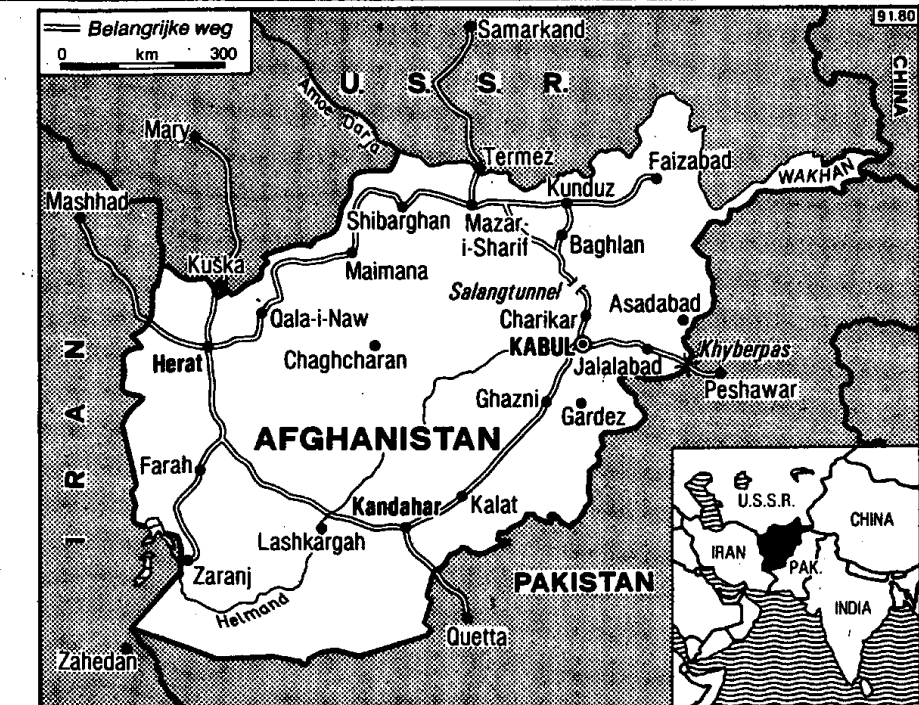 Belangrijke weg
0 km 300
91.80
Samarkand
U.S.S.R.
CHINA
Amoe-Darja
Mary
Termez
Faizabad
WAKHAN
Kunduz
Mashhad
Shibarghan
Mazar-
i-Sharif
Baghlan
Maimana
Kuska
Salangtunnel
Asadabad
Qala-i-Naw
Charikar
KABUL
Khyberpas
Herat
Chaghcharan
Jalalabad
Peshawar
IRAN
Ghazni
Gardez
AFGHANISTAN
Farah
Kandahar
Kalat
Lashkargah
Zaranj
PAKISTAN
Helmand
Quetta
Zahedan
U.S.S.R.
CHINA
IRAN
PAK.
INDIA